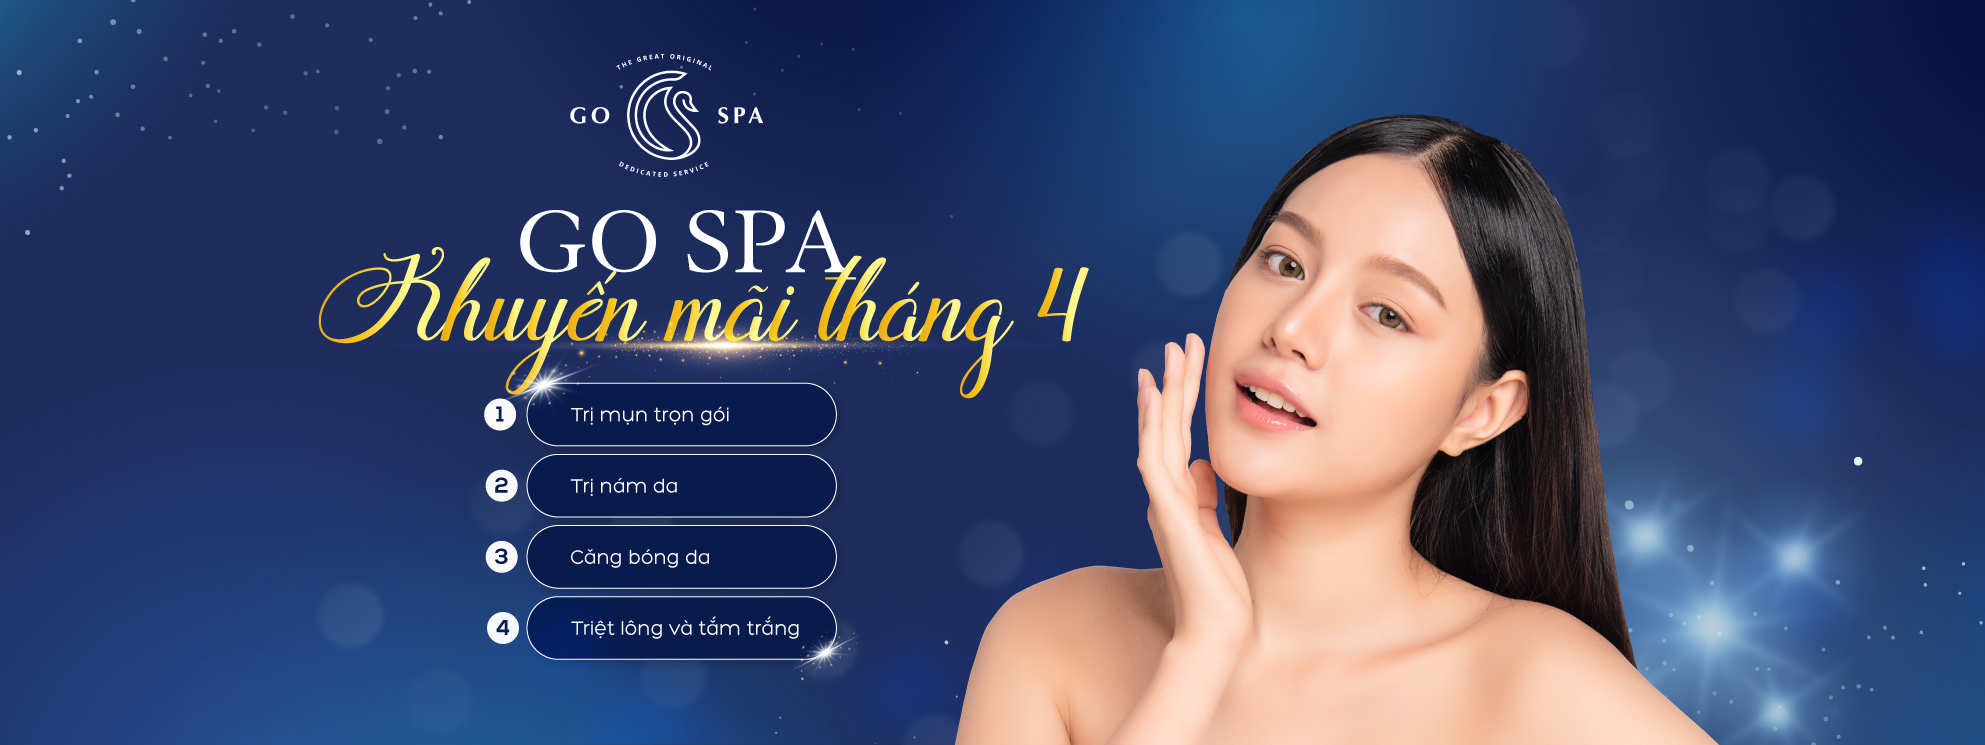 THE GREAT ORIGINAL
GO SPA
DEDICATED SERVICE
GO SPA
Khuyến mãi tháng 4
1 Trị mụn trọn gói
2 Trị nám da
3 Căng bóng da
4 Triệt lông và tắm trắng